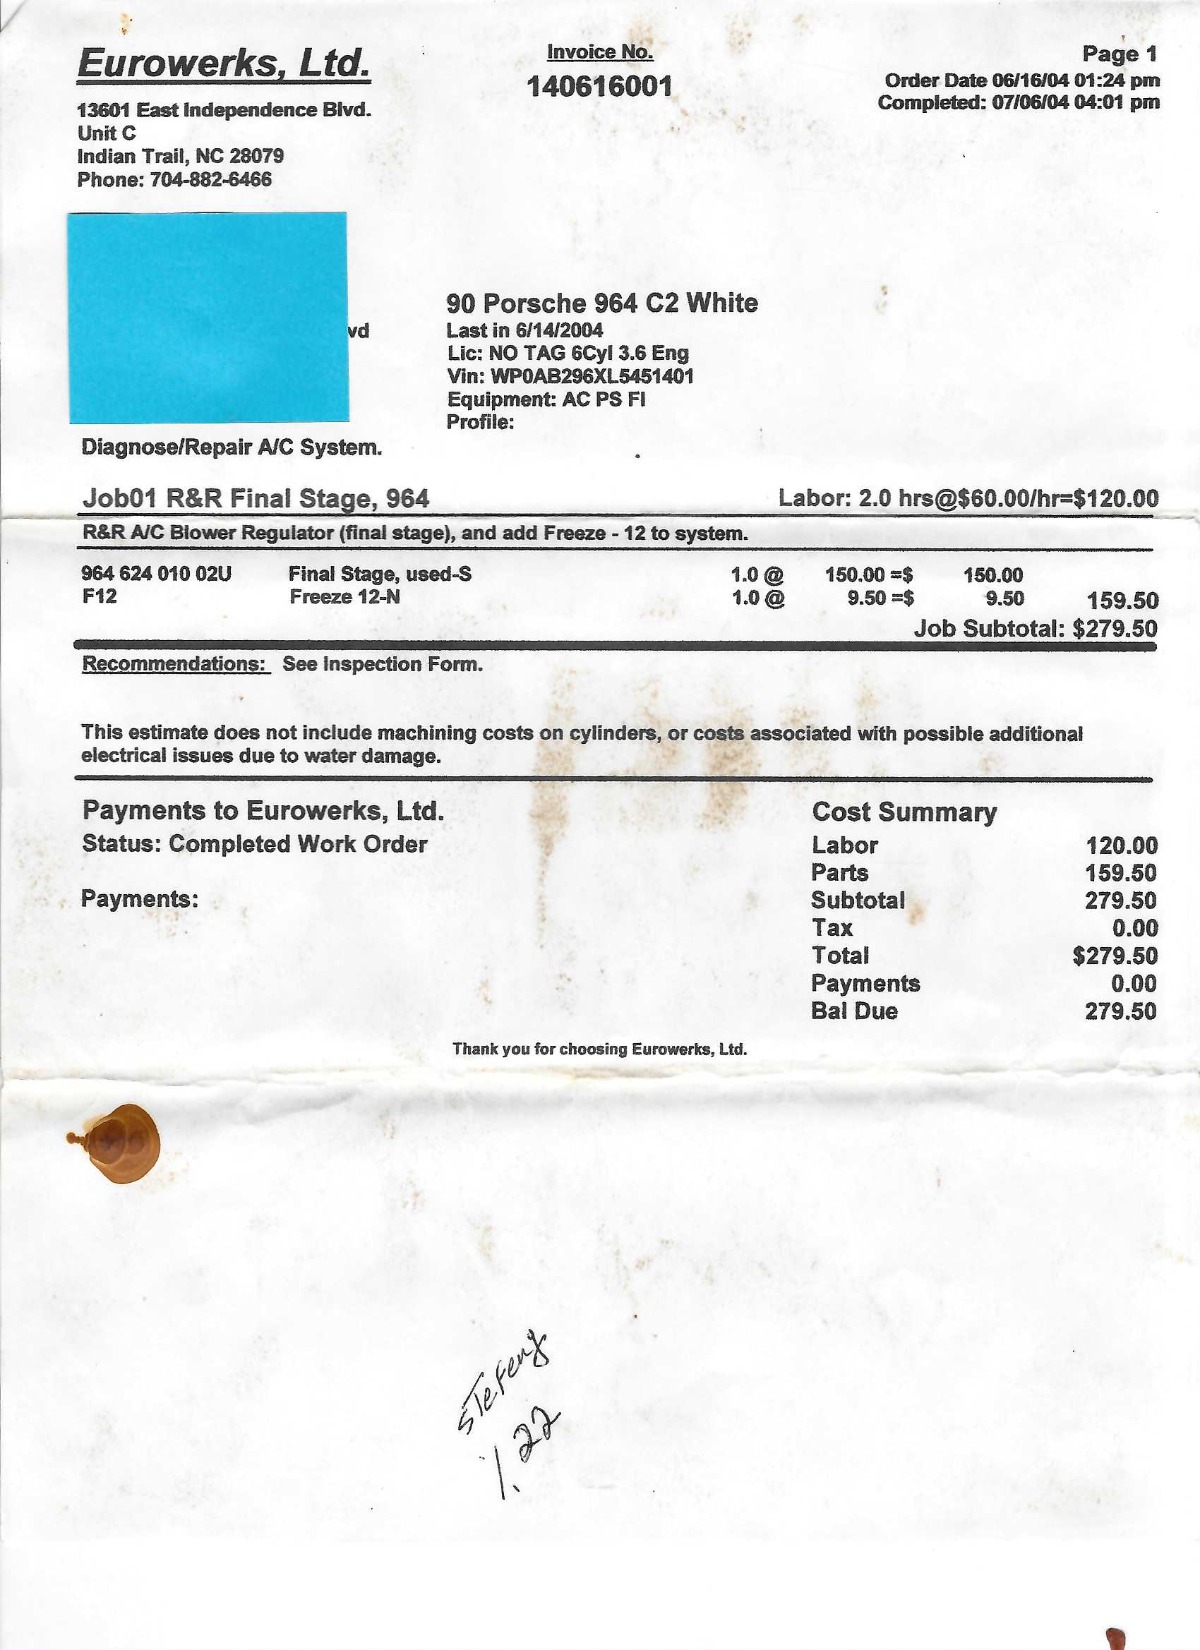 Eurowerks, Ltd.
13601 East Independence Blvd.
Unit C
Indian Trail, NC 28079
Phone: 704-882-6466
Invoice No.
140616001
Page 1
Order Date 06/16/04 01:24 pm
Completed: 07/06/04 04:01 pm
vd
90 Porsche 964 C2 White
Last in 6/14/2004
Lic: NO TAG 6Cyl 3.6 Eng
Vin: WP0AB296XL5451401
Equipment: AC PS FI
Profile:
Diagnose/Repair A/C System.
Job01 R&R Final Stage, 964 Labor: 2.0 hrs@$60.00/hr=$120.00
R&R A/C Blower Regulator (final stage), and add Freeze - 12 to system.
964 624 010 02U Final Stage, used-S 1.0 @ 150.00 =$ 150.00
F12 Freeze 12-N 1.0 @ 9.50 =$ 9.50 159.50
Job Subtotal: $279.50
Recommendations: See Inspection Form.
This estimate does not include machining costs on cylinders, or costs associated with possible additional
electrical issues due to water damage.
Payments to Eurowerks, Ltd.
Status: Completed Work Order
Payments:
Cost Summary
Labor 120.00
Parts 159.50
Subtotal 279.50
Tax 0.00
Total $279.50
Payments 0.00
Bal Due 279.50
Thank you for choosing Eurowerks, Ltd.
1.22